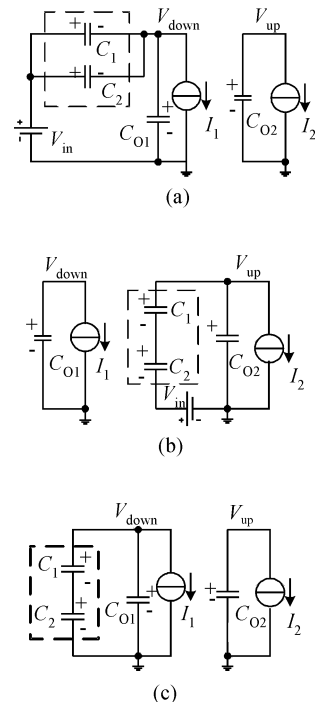 V_down V_up
+ - C_1
+ - C_2
+ - V_in
+ - C_O1 I_1
+ - C_O2 I_2
(a)
V_down V_up
+ - C_O1 I_1
+ - C_1
+ - C_2
V_in + -
+ - C_O2 I_2
(b)
V_down V_up
C_1 + -
C_2 + -
C_O1 + - I_1
+ - C_O2 I_2
(c)